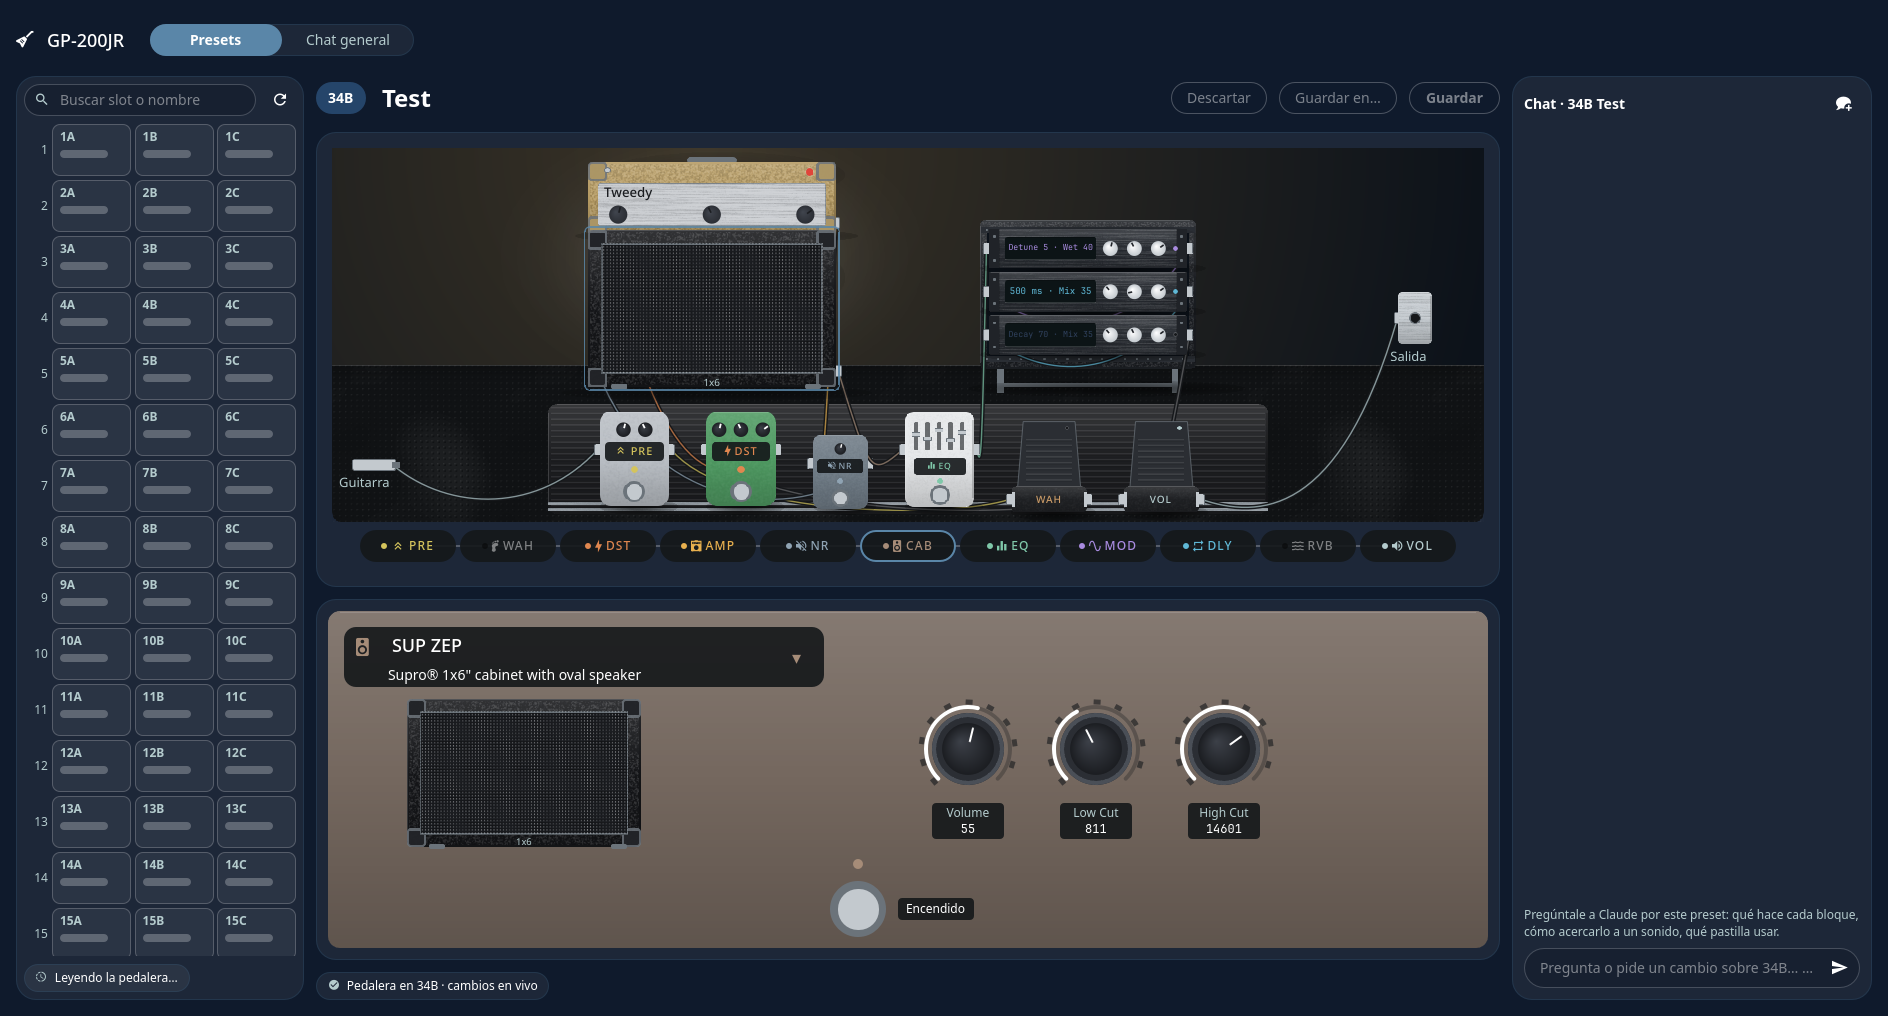 GP-200JR
Presets
Chat general
Buscar slot o nombre
1 1A 1B 1C
2 2A 2B 2C
3 3A 3B 3C
4 4A 4B 4C
5 5A 5B 5C
6 6A 6B 6C
7 7A 7B 7C
8 8A 8B 8C
9 9A 9B 9C
10 10A 10B 10C
11 11A 11B 11C
12 12A 12B 12C
13 13A 13B 13C
14 14A 14B 14C
15 15A 15B 15C
Leyendo la pedalera...
34B Test
Descartar
Guardar en...
Guardar
Tweedy
1x6
Detune 5 · Wet 40
500 ms · Mix 35
Decay 70 · Mix 35
Salida
Guitarra
PRE
DST
NR
EQ
WAH
VOL
PRE WAH DST AMP NR CAB EQ MOD DLY RVB VOL
SUP ZEP
Supro® 1x6" cabinet with oval speaker
1x6
Volume
55
Low Cut
811
High Cut
14601
Encendido
Pedalera en 34B · cambios en vivo
Chat · 34B Test
Pregúntale a Claude por este preset: qué hace cada bloque,
cómo acercarlo a un sonido, qué pastilla usar.
Pregunta o pide un cambio sobre 34B... ...